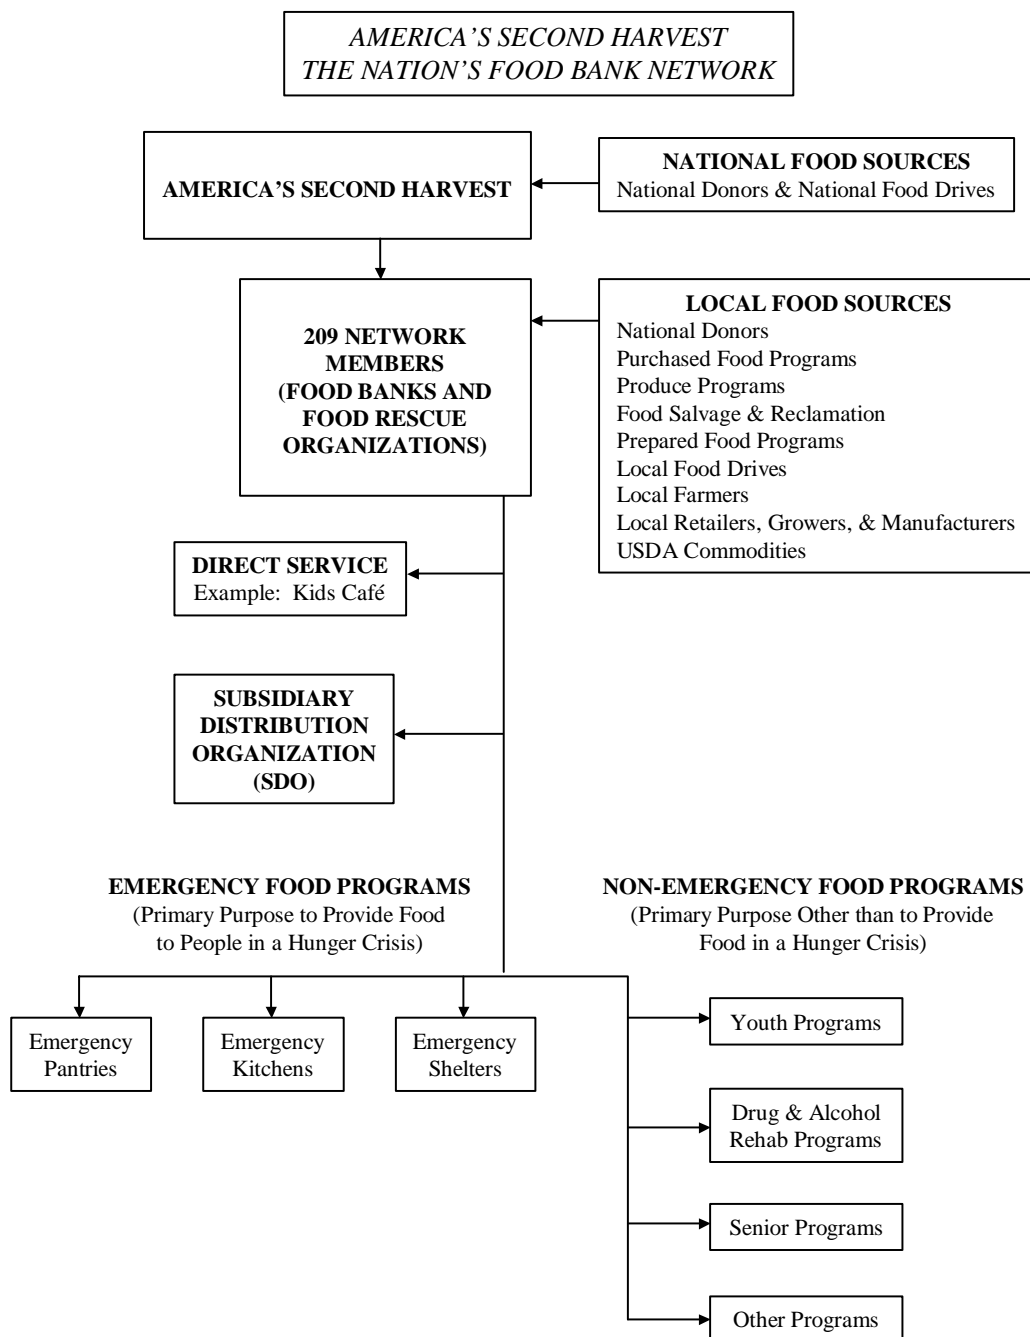 AMERICA'S SECOND HARVEST
THE NATION'S FOOD BANK NETWORK
AMERICA'S SECOND HARVEST
NATIONAL FOOD SOURCES
National Donors & National Food Drives
209 NETWORK
MEMBERS
(FOOD BANKS AND
FOOD RESCUE
ORGANIZATIONS)
LOCAL FOOD SOURCES
National Donors
Purchased Food Programs
Produce Programs
Food Salvage & Reclamation
Prepared Food Programs
Local Food Drives
Local Farmers
Local Retailers, Growers, & Manufacturers
USDA Commodities
DIRECT SERVICE
Example:  Kids Café
SUBSIDIARY
DISTRIBUTION
ORGANIZATION
(SDO)
EMERGENCY FOOD PROGRAMS
(Primary Purpose to Provide Food
to People in a Hunger Crisis)
NON-EMERGENCY FOOD PROGRAMS
(Primary Purpose Other than to Provide
Food in a Hunger Crisis)
Emergency
Pantries
Emergency
Kitchens
Emergency
Shelters
Youth Programs
Drug & Alcohol
Rehab Programs
Senior Programs
Other Programs